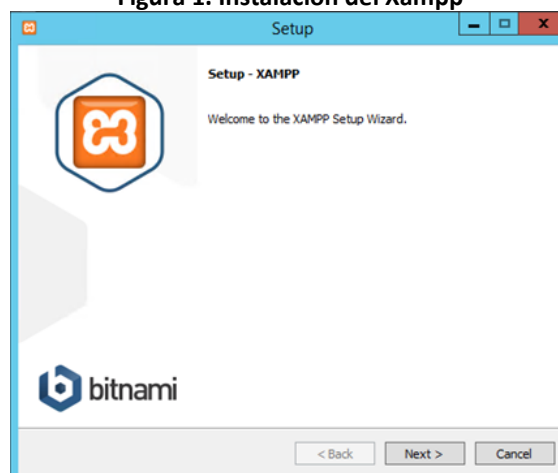 Figura 1. Instalación del Xampp
Setup
Setup - XAMPP
Welcome to the XAMPP Setup Wizard.
bitnami
< Back
Next >
Cancel